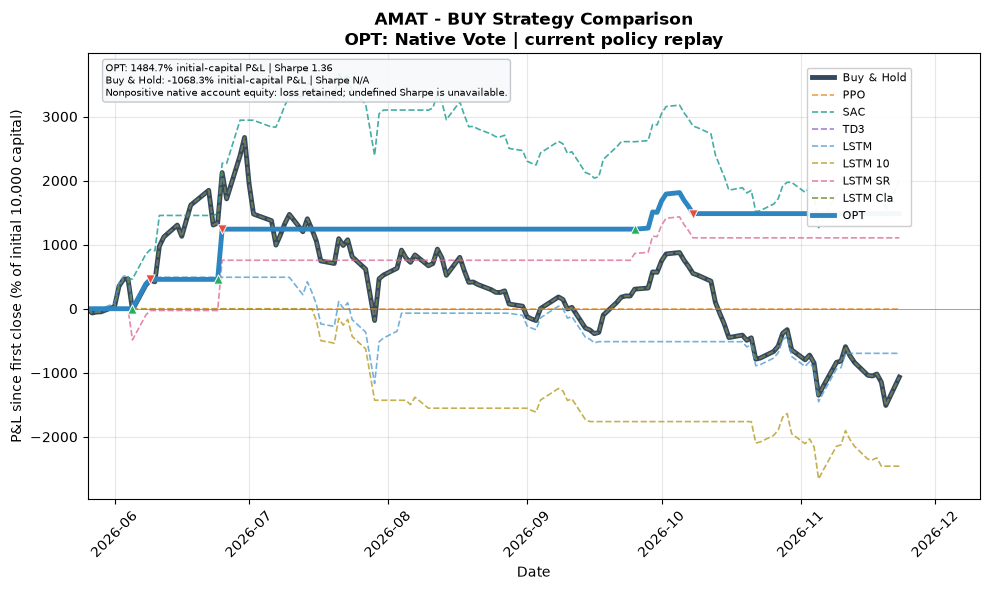 AMAT - BUY Strategy Comparison
OPT: Native Vote | current policy replay
OPT: 1484.7% initial-capital P&L | Sharpe 1.36
Buy & Hold: -1068.3% initial-capital P&L | Sharpe N/A
Nonpositive native account equity: loss retained; undefined Sharpe is unavailable.
Buy & Hold
PPO
SAC
TD3
LSTM
LSTM 10
LSTM SR
LSTM Cla
OPT
P&L since first close (% of initial 10,000 capital)
3000
2000
1000
0
−1000
−2000
2026-06
2026-07
2026-08
2026-09
2026-10
2026-11
2026-12
Date